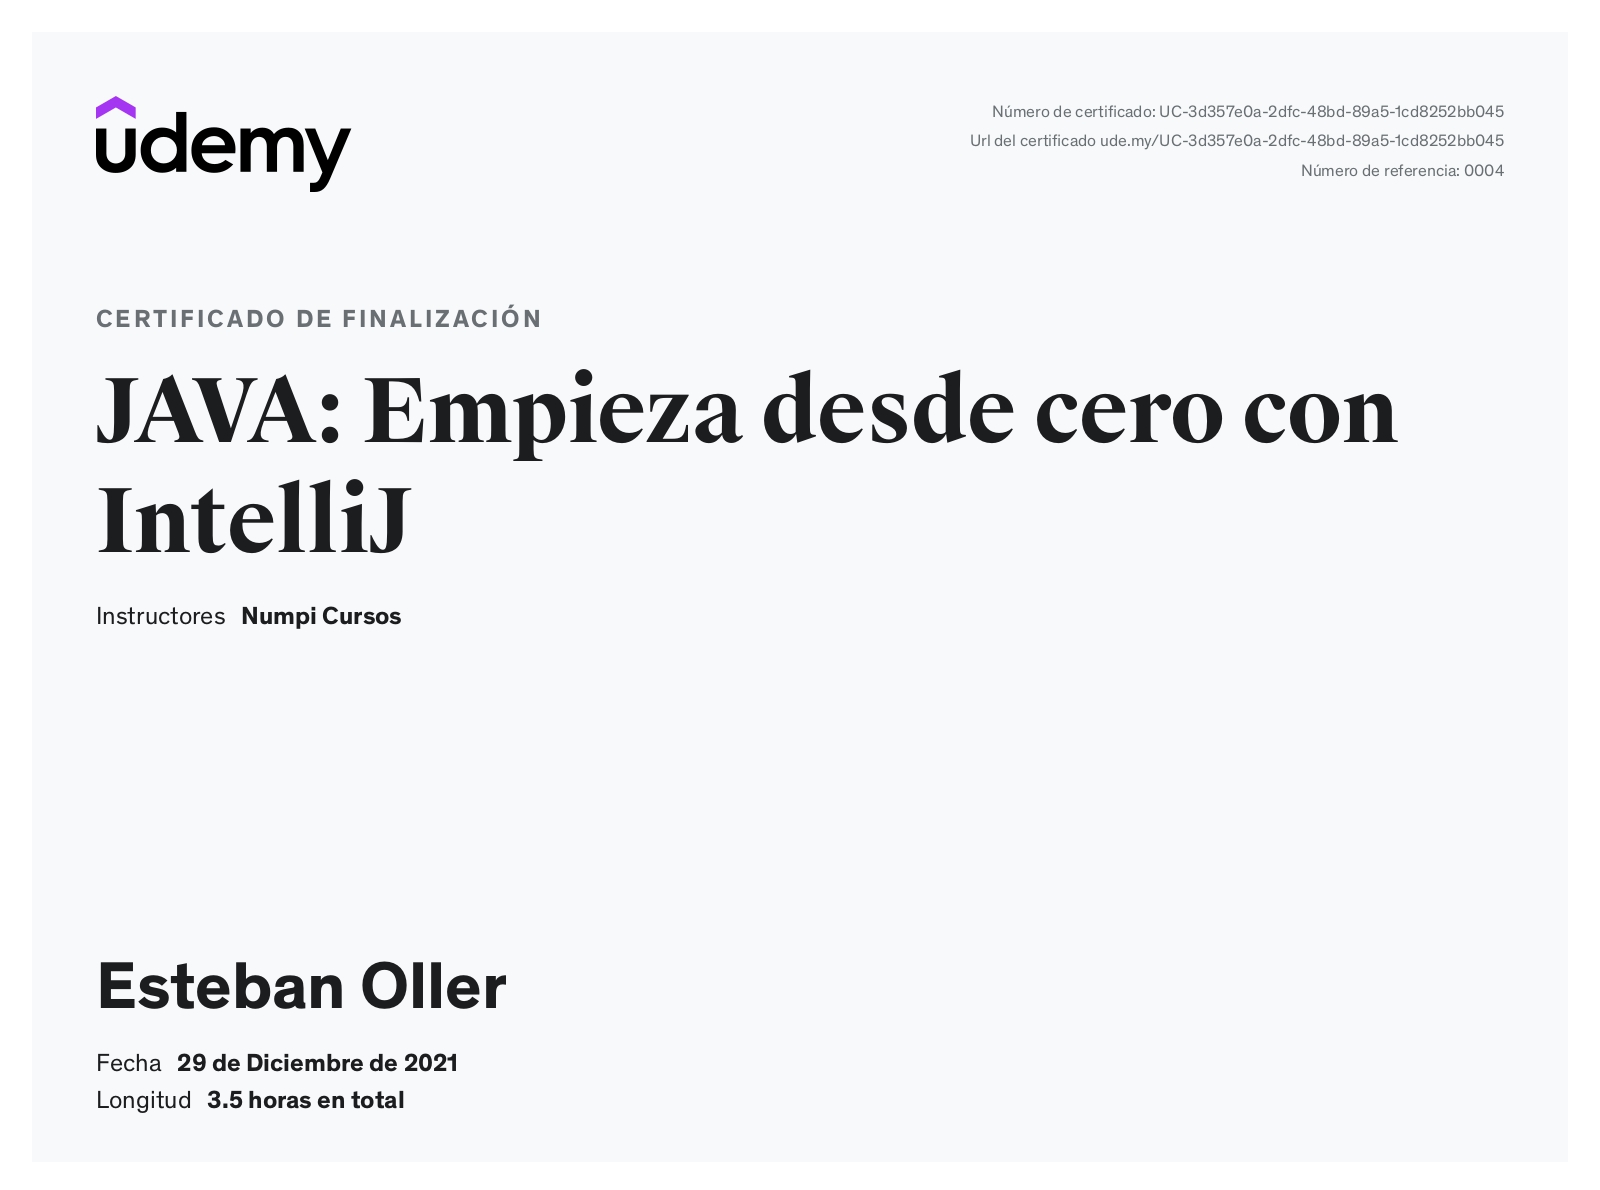 udemy
Número de certificado: UC-3d357e0a-2dfc-48bd-89a5-1cd8252bb045
Url del certificado ude.my/UC-3d357e0a-2dfc-48bd-89a5-1cd8252bb045
Número de referencia: 0004
CERTIFICADO DE FINALIZACIÓN
JAVA: Empieza desde cero con
IntelliJ
Instructores Numpi Cursos
Esteban Oller
Fecha 29 de Diciembre de 2021
Longitud 3.5 horas en total